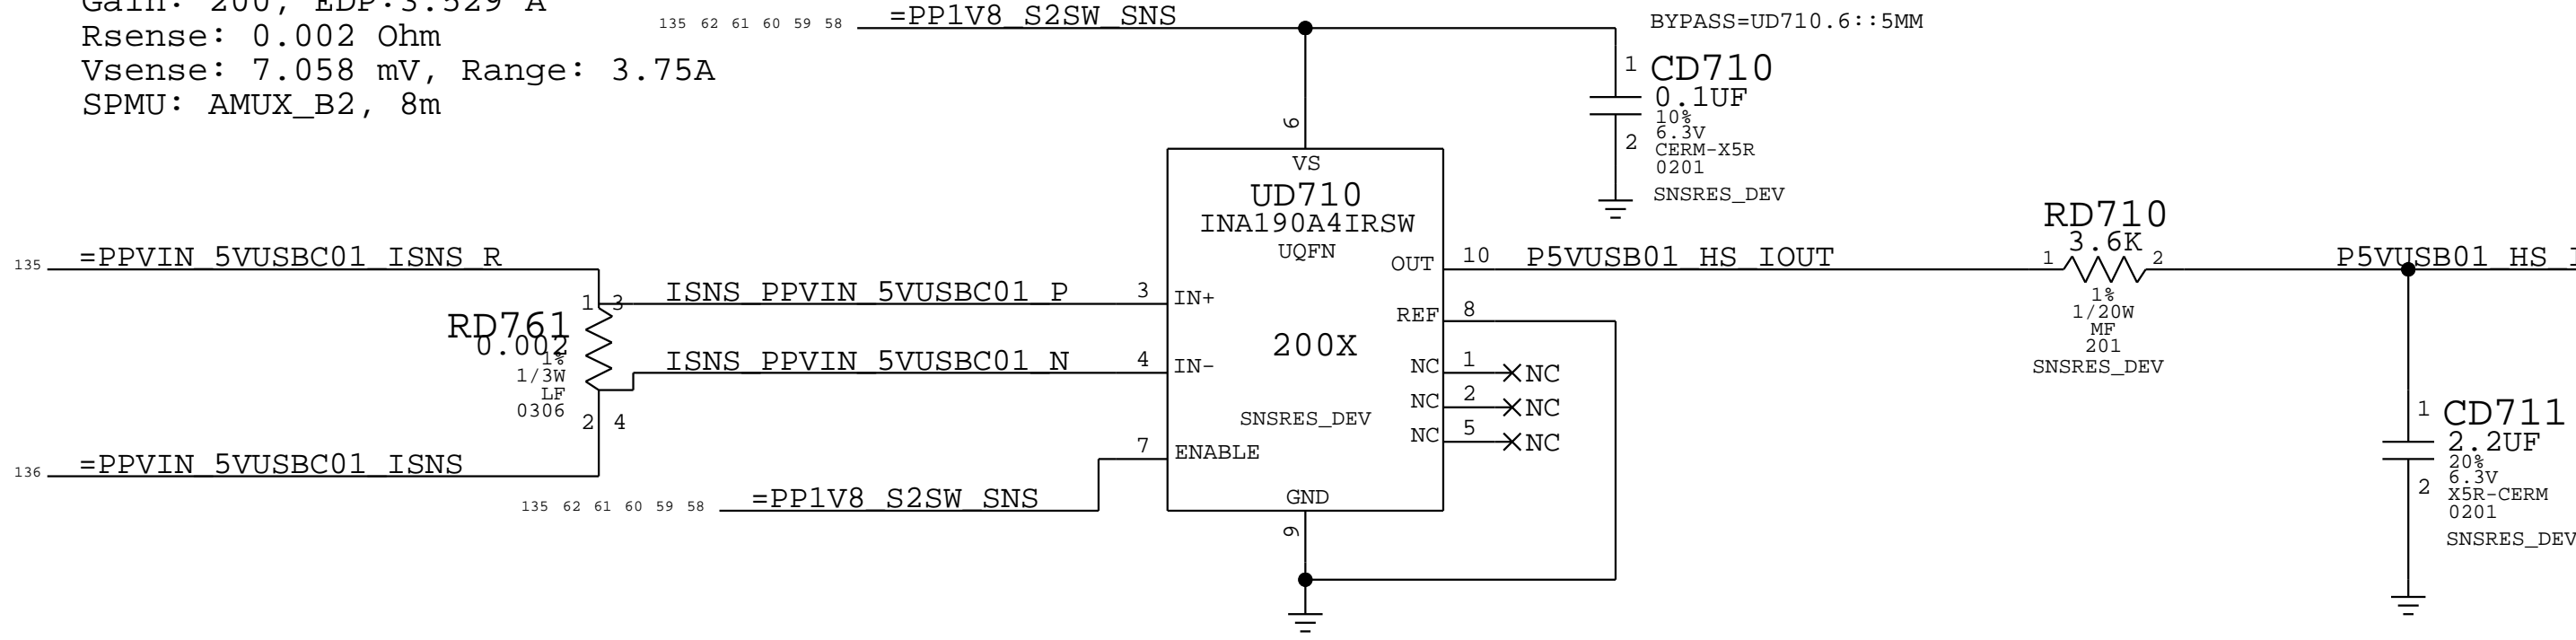 Gain: 200, EDP:3.529 A
Rsense: 0.002 Ohm
Vsense: 7.058 mV, Range: 3.75A
SPMU: AMUX_B2, 8m
135 62 61 60 59 58 =PP1V8_S2SW_SNS
BYPASS=UD710.6::5MM
1 CD710
0.1UF
10%
6.3V
2
CERM-X5R
0201
SNSRES_DEV
6
VS
UD710
INA190A4IRSW
UQFN
200X
SNSRES_DEV
135 =PPVIN_5VUSBC01_ISNS_R
1 3
RD761
0.002
1%
1/3W
LF
0306
2 4
136 =PPVIN_5VUSBC01_ISNS
ISNS_PPVIN_5VUSBC01_P 3 IN+
ISNS_PPVIN_5VUSBC01_N 4 IN-
7 ENABLE
135 62 61 60 59 58 =PP1V8_S2SW_SNS
GND
9
OUT 10 P5VUSB01_HS_IOUT
REF 8
NC 1 NC
NC 2 NC
NC 5 NC
RD710
1 3.6K 2
1%
1/20W
MF
201
SNSRES_DEV
P5VUSB01_HS_
1 CD711
2.2UF
20%
6.3V
2
X5R-CERM
0201
SNSRES_DEV